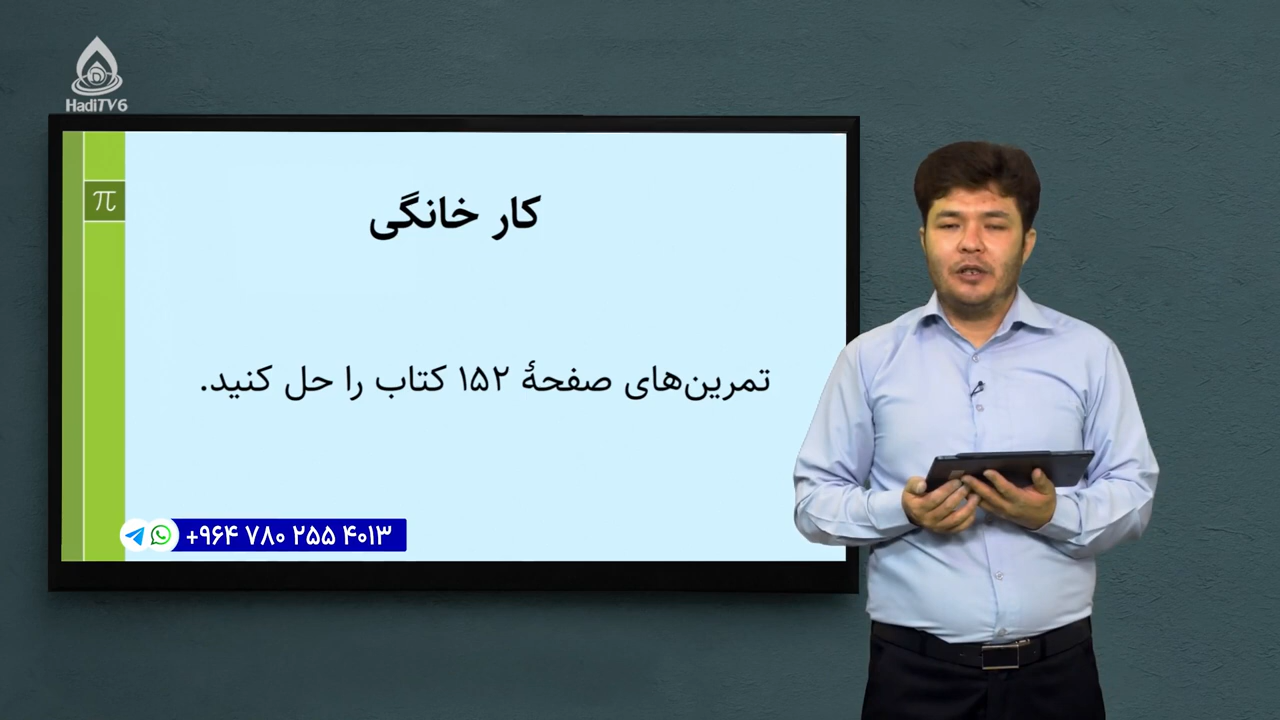 HadiTV6
π
کار خانگی
تمرین‌های صفحهٔ ۱۵۲ کتاب را حل کنید.
+۹۶۴ ۷۸۰ ۲۵۵ ۴۰۱۳